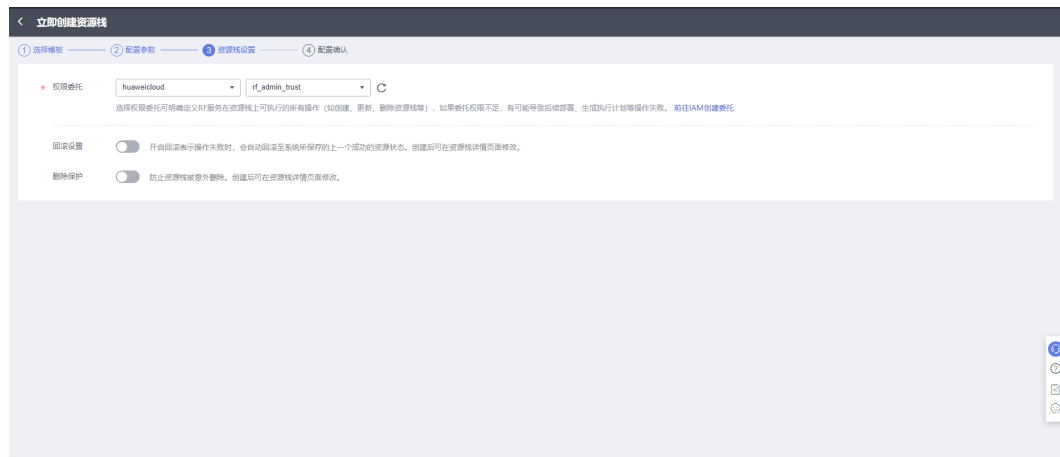 立即创建资源栈
1 选择模板 2 配置参数 3 资源栈设置 4 配置确认
* 权限委托 huaweicloud rf_admin_trust
选择权限委托可明确定义RF服务在资源栈上可执行的所有操作（如创建、更新、删除资源栈等），如果委托权限不足，有可能导致后续部署、生成执行计划等操作失败。 前往IAM创建委托
回滚设置 开启回滚表示操作失败时，会自动回滚至系统所保存的上一个成功的资源状态。创建后可在资源栈详情页面修改。
删除保护 防止资源栈被意外删除。创建后可在资源栈详情页面修改。